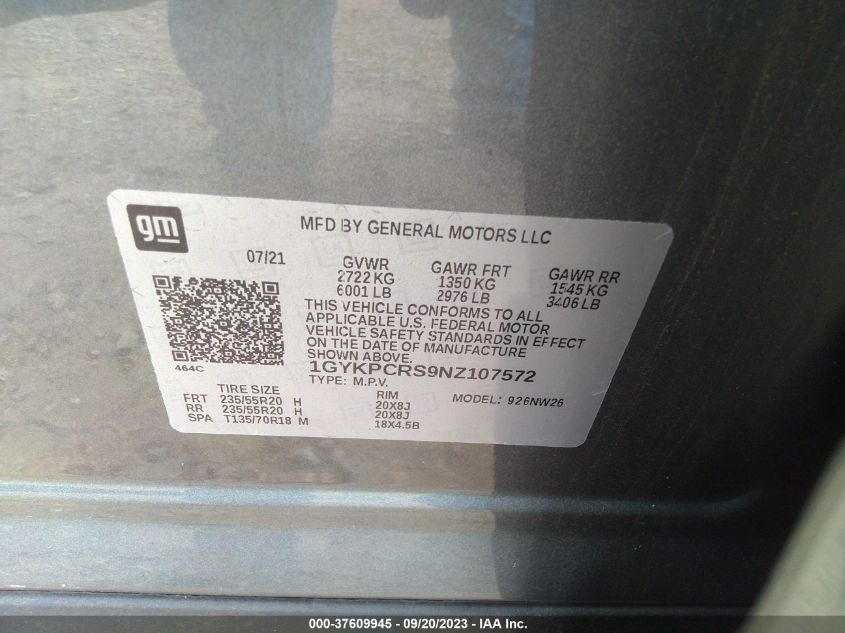 gm
MFD BY GENERAL MOTORS LLC
07/21
GVWR GAWR FRT GAWR RR
2722 KG 1350 KG 1545 KG
6001 LB 2976 LB 3406 LB
THIS VEHICLE CONFORMS TO ALL
APPLICABLE U.S. FEDERAL MOTOR
VEHICLE SAFETY STANDARDS IN EFFECT
ON THE DATE OF MANUFACTURE
SHOWN ABOVE.
464C
1GYKPCRS9NZ107572
TYPE: M.P.V.
MODEL: 926NW26
TIRE SIZE RIM
FRT 235/55R20 H 20X8J
RR 235/55R20 H 20X8J
SPA T135/70R18 M 18X4.5B
000-37609945 - 09/20/2023 - IAA Inc.